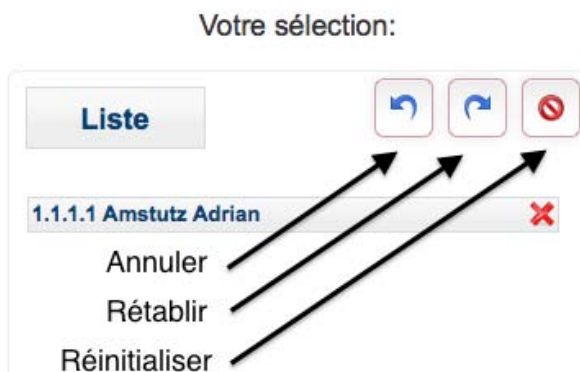 Votre sélection:
Liste
1.1.1.1 Amstutz Adrian
Annuler
Rétablir
Réinitialiser